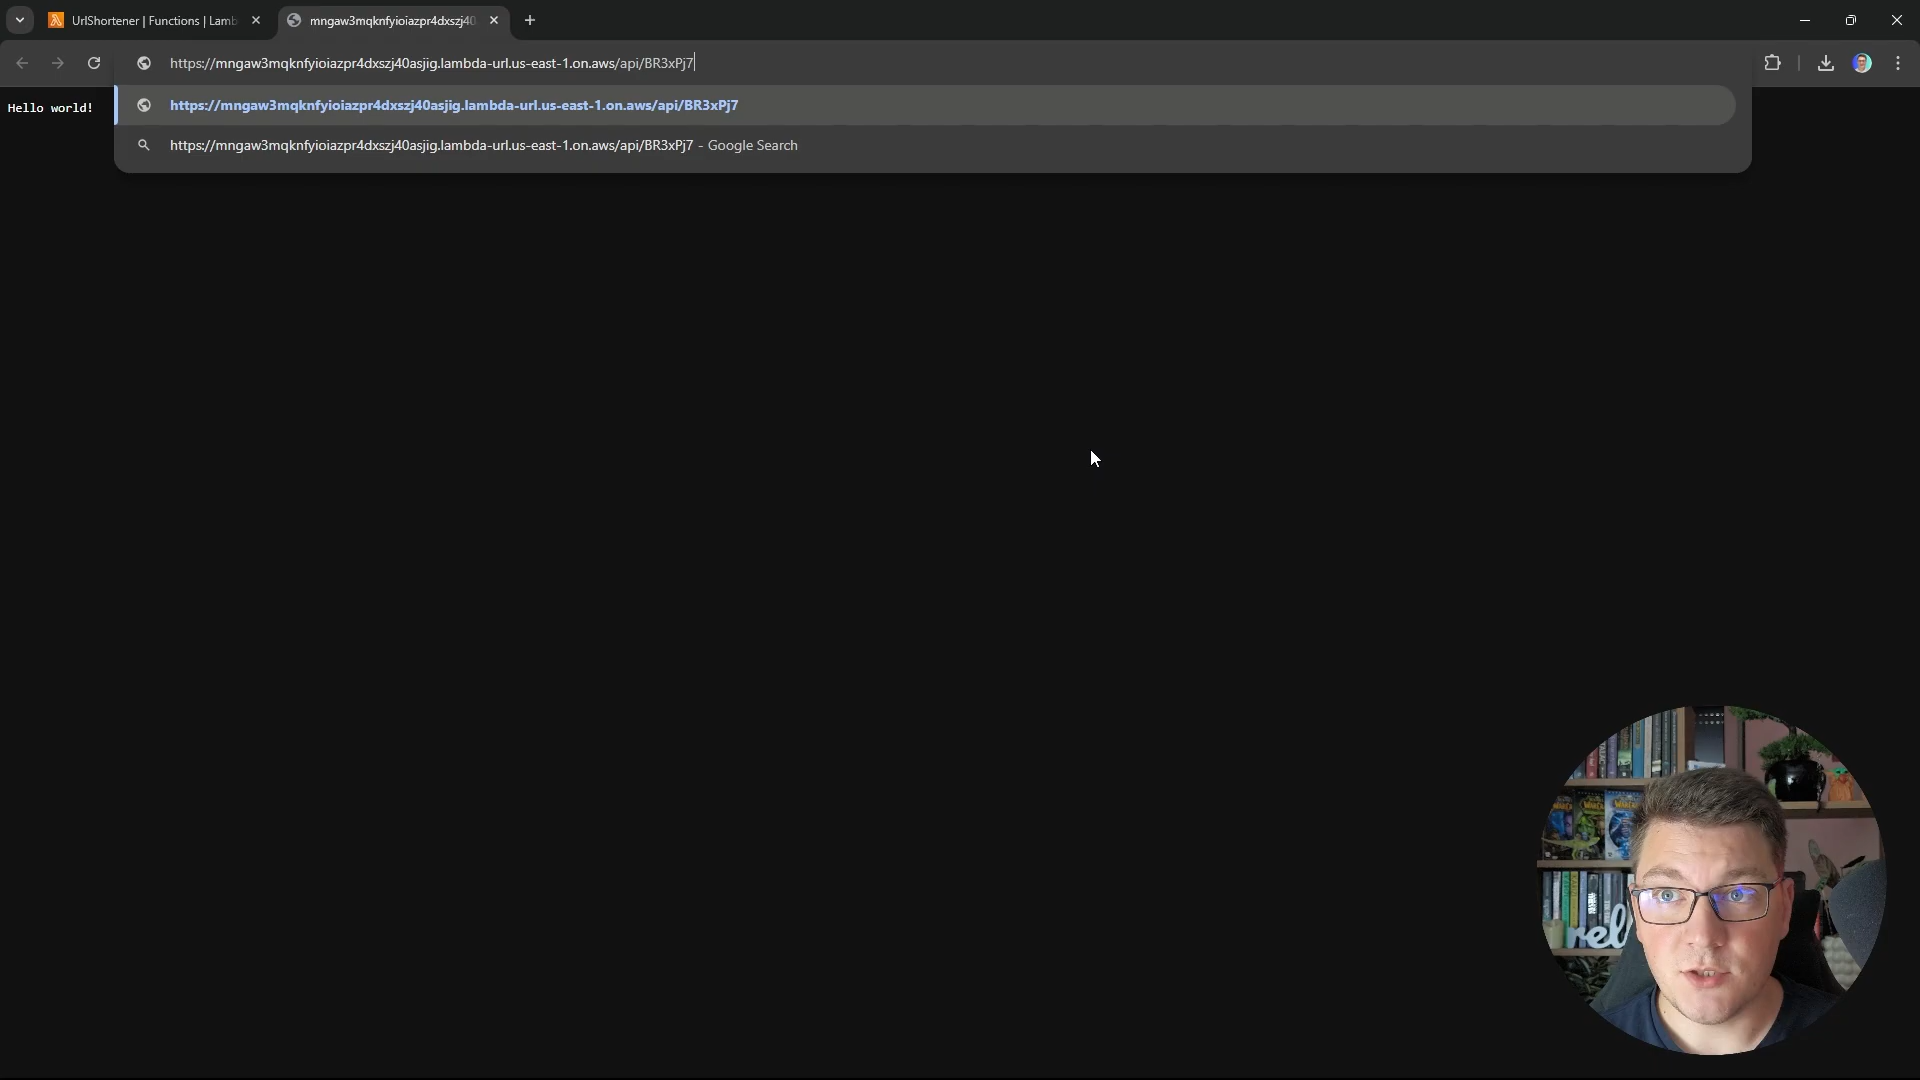 UrlShortener | Functions | Lamb
mngaw3mqknfyioiazpr4dxszj40
https://mngaw3mqknfyioiazpr4dxszj40asjig.lambda-url.us-east-1.on.aws/api/BR3xPj7
Hello world!
https://mngaw3mqknfyioiazpr4dxszj40asjig.lambda-url.us-east-1.on.aws/api/BR3xPj7
https://mngaw3mqknfyioiazpr4dxszj40asjig.lambda-url.us-east-1.on.aws/api/BR3xPj7 - Google Search